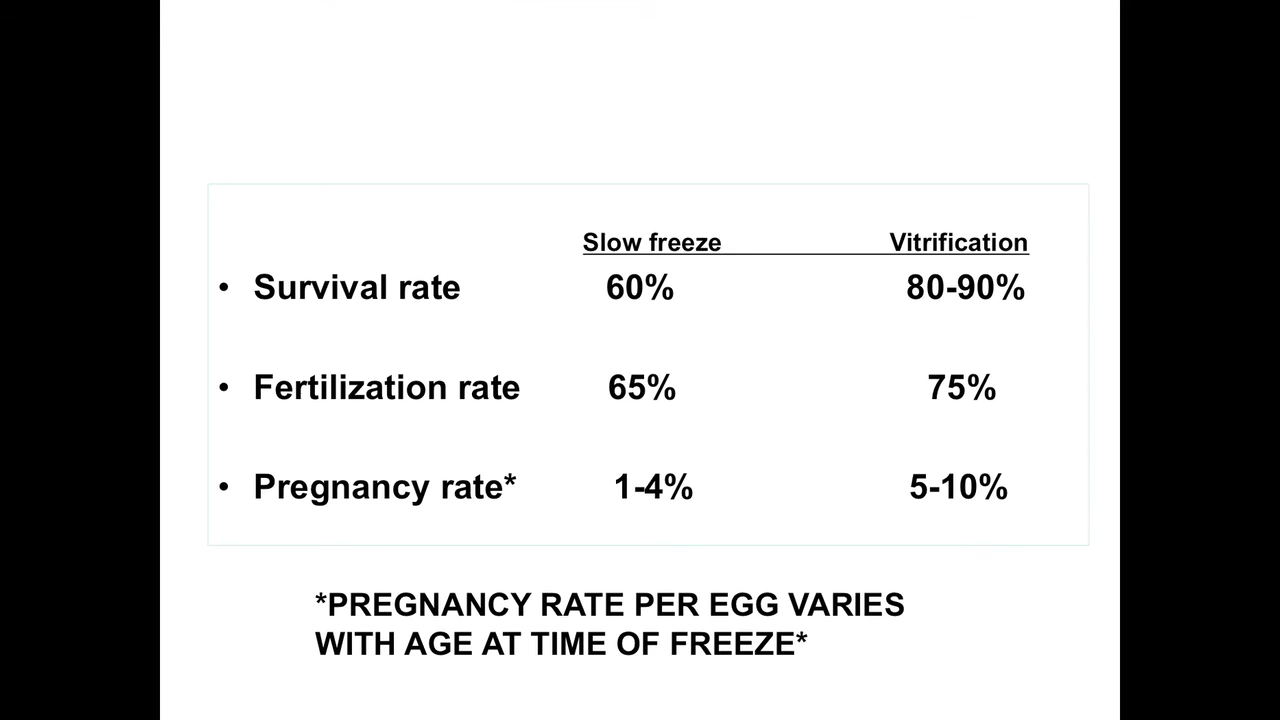 Slow freeze Vitrification
• Survival rate 60% 80-90%
• Fertilization rate 65% 75%
• Pregnancy rate* 1-4% 5-10%
*PREGNANCY RATE PER EGG VARIES
WITH AGE AT TIME OF FREEZE*